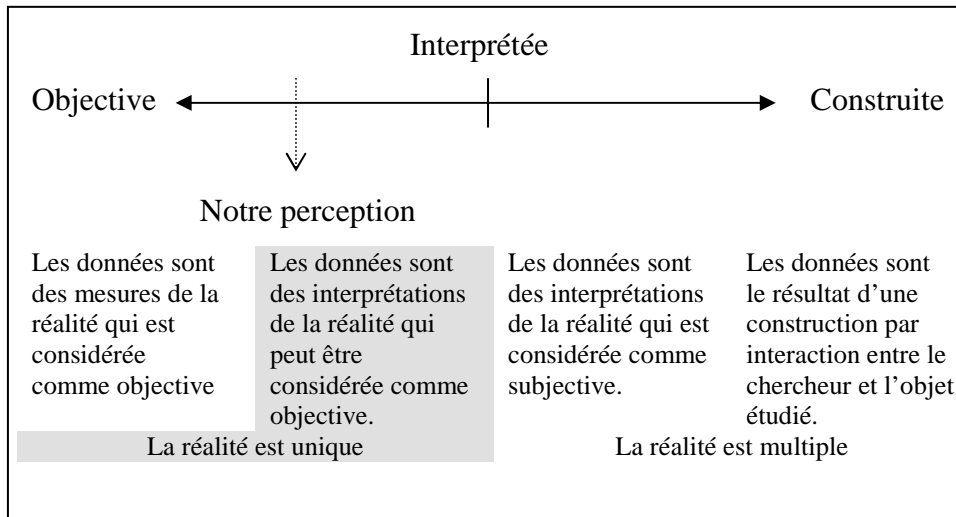 Interprétée
Objective
Construite
Notre perception
Les données sont
des mesures de la
réalité qui est
considérée
comme objective
Les données sont
des interprétations
de la réalité qui
peut être
considérée comme
objective.
Les données sont
des interprétations
de la réalité qui est
considérée comme
subjective.
Les données sont
le résultat d’une
construction par
interaction entre le
chercheur et l’objet
étudié.
La réalité est unique
La réalité est multiple